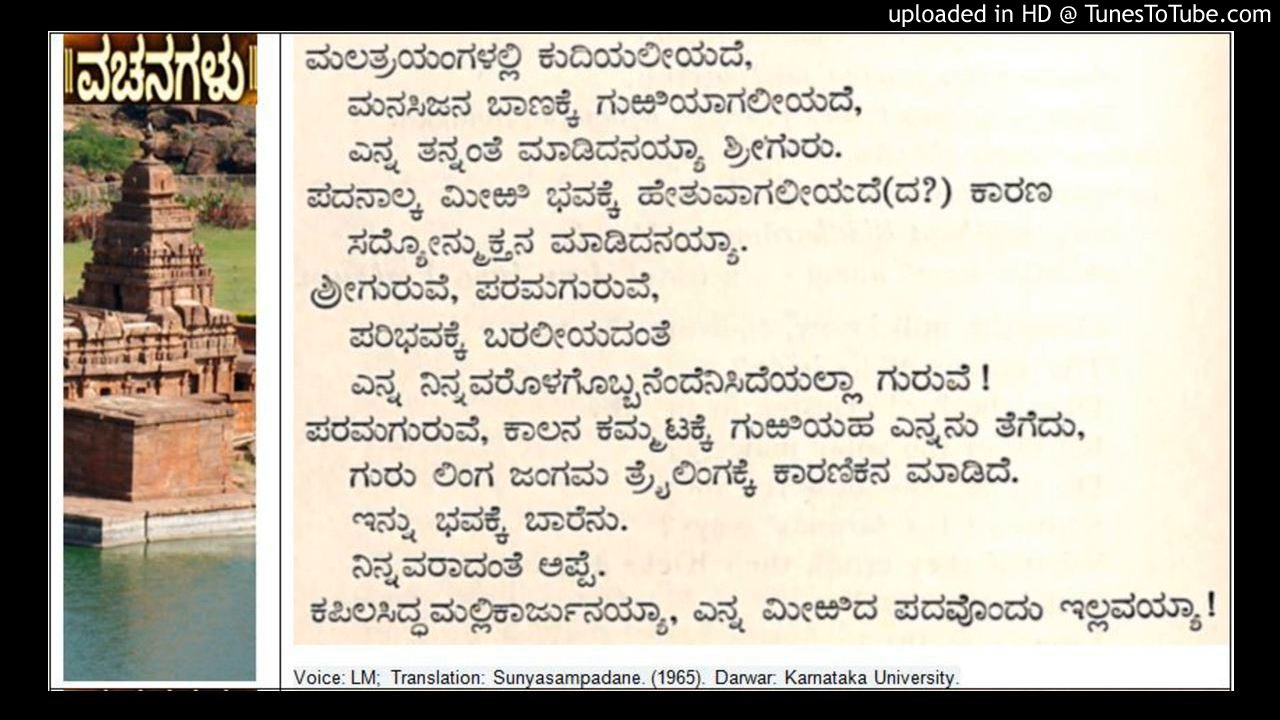 uploaded in HD @ TunesToTube.com
ವಚನಗಳು
ಮಲತ್ರಯಂಗಳಲ್ಲಿ ಕುದಿಯಲೀಯದೆ,
ಮನಸಿಜನ ಬಾಣಕ್ಕೆ ಗುಱಿಯಾಗಲೀಯದೆ,
ಎನ್ನ ತನ್ನಂತೆ ಮಾಡಿದನಯ್ಯಾ ಶ್ರೀಗುರು.
ಪದನಾಲ್ಕ ಮೀಱಿ ಭವಕ್ಕೆ ಹೇತುವಾಗಲೀಯದೆ(ದ?) ಕಾರಣ
ಸದ್ಯೋನ್ಮುಕ್ತನ ಮಾಡಿದನಯ್ಯಾ.
ಶ್ರೀಗುರುವೆ, ಪರಮಗುರುವೆ,
ಪರಿಭವಕ್ಕೆ ಬರಲೀಯದಂತೆ
ಎನ್ನ ನಿನ್ನವರೊಳಗೊಬ್ಬನೆಂದೆನಿಸಿದೆಯಲ್ಲಾ ಗುರುವೆ!
ಪರಮಗುರುವೆ, ಕಾಲನ ಕಮ್ಮಟಕ್ಕೆ ಗುಱಿಯಹ ಎನ್ನನು ತೆಗೆದು,
ಗುರು ಲಿಂಗ ಜಂಗಮ ತ್ರೈಲಿಂಗಕ್ಕೆ ಕಾರಣಿಕನ ಮಾಡಿದೆ.
ಇನ್ನು ಭವಕ್ಕೆ ಬಾರೆನು.
ನಿನ್ನವರಾದಂತೆ ಅಪ್ಪೆ.
ಕಪಿಲಸಿದ್ಧಮಲ್ಲಿಕಾರ್ಜುನಯ್ಯಾ, ಎನ್ನ ಮೀಱಿದ ಪದವೊಂದು ಇಲ್ಲವಯ್ಯಾ!
Voice: LM; Translation: Sunyasampadane. (1965). Darwar: Karnataka University.